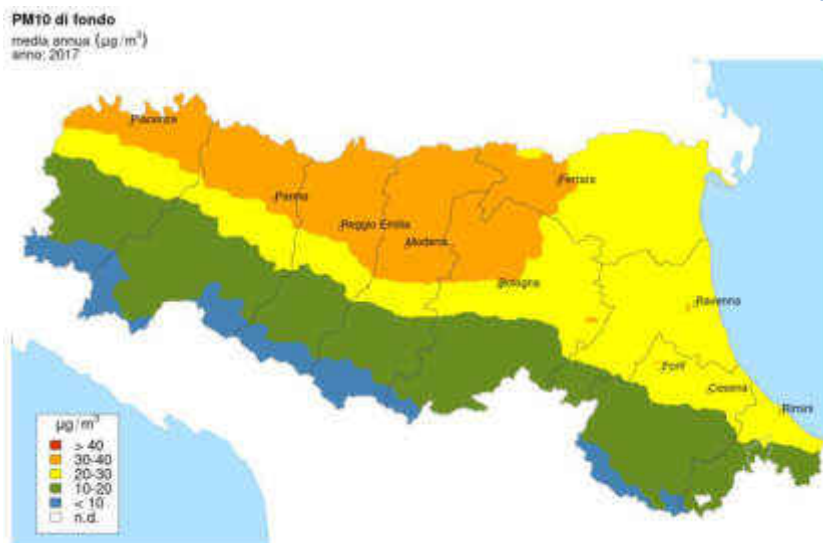 PM10 di fondo
media annua (µg/m³)
anno: 2017
Piacenza
Parma
Ferrara
Reggio Emilia
Modena
Bologna
Ravenna
Forlì
Cesena
Rimini
µg/m³
> 40
30-40
20-30
10-20
< 10
n.d.